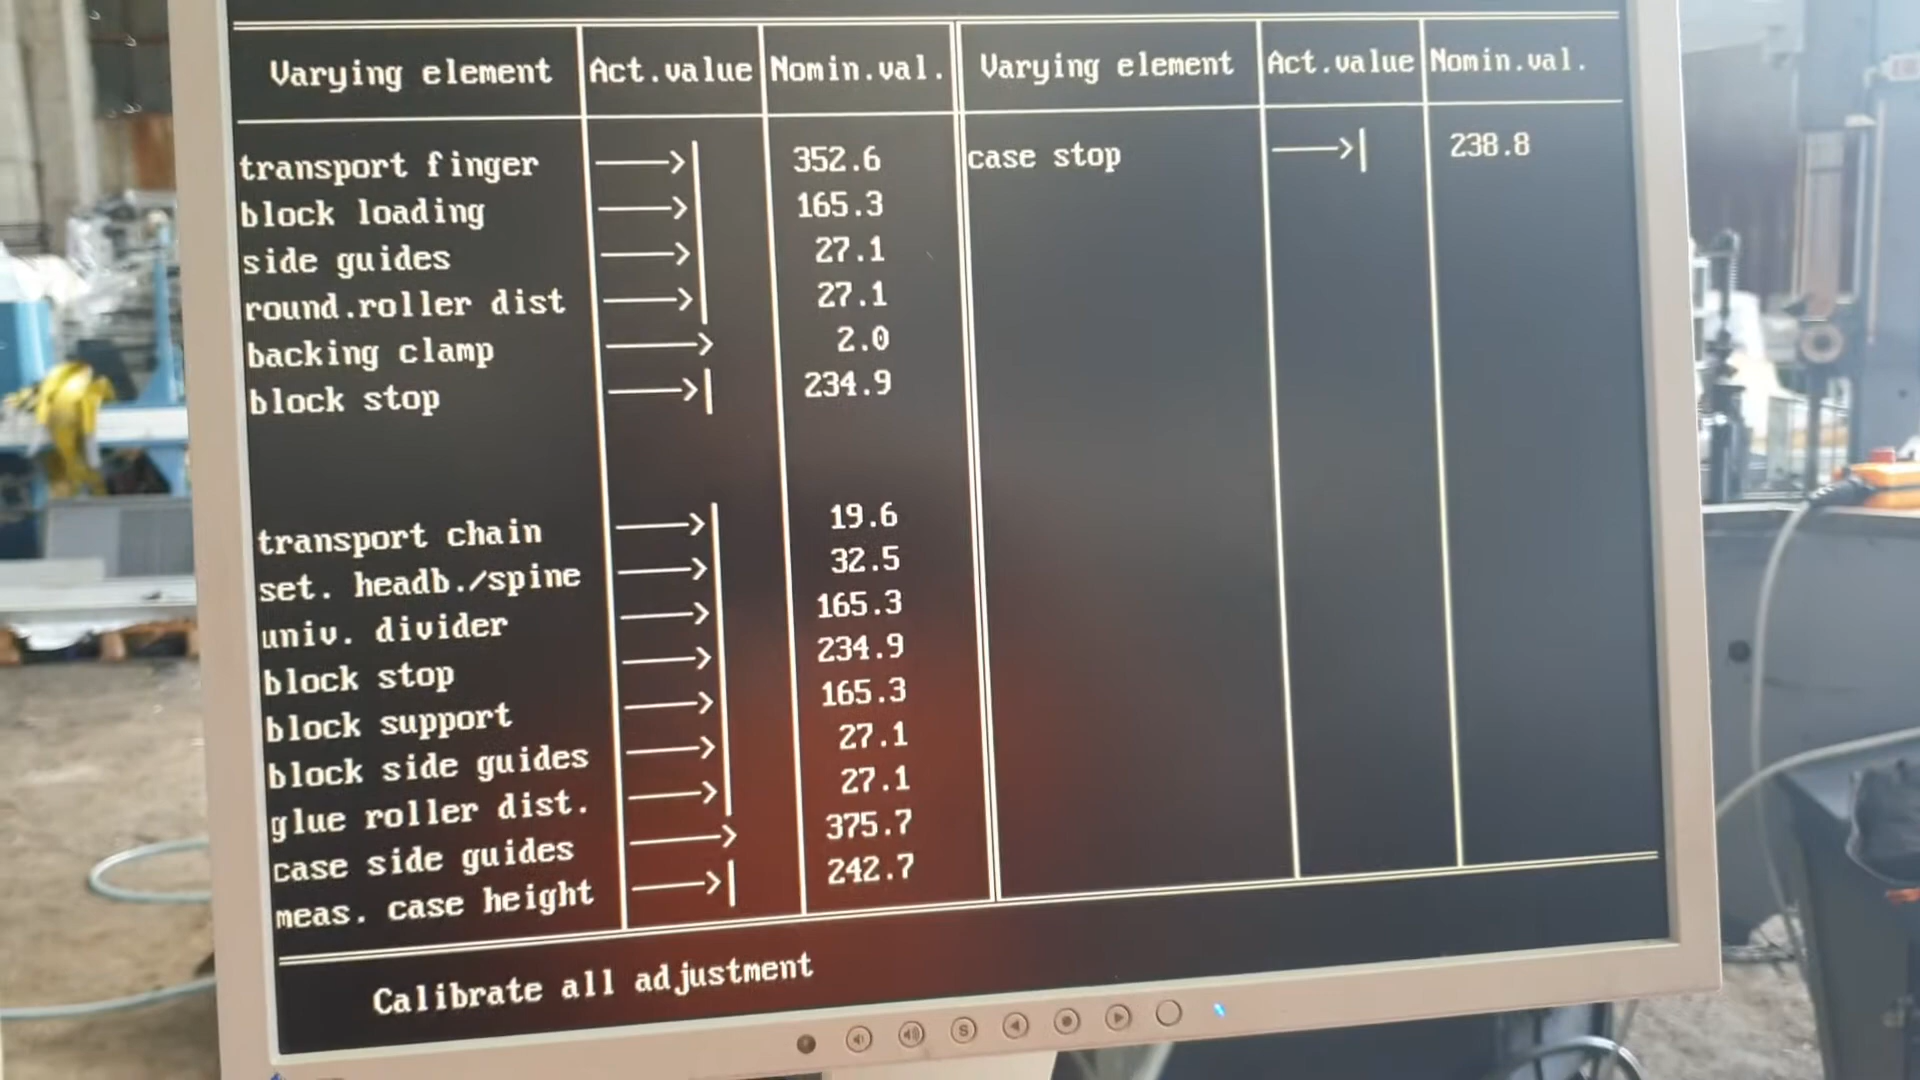 Varying element Act.value Nomin.val. Varying element Act.value Nomin.val.
transport finger 352.6 case stop 238.8
block loading 165.3
side guides 27.1
round.roller dist 27.1
backing clamp 2.0
block stop 234.9
transport chain 19.6
set. headb./spine 32.5
univ. divider 165.3
block stop 234.9
block support 165.3
block side guides 27.1
glue roller dist. 27.1
case side guides 375.7
meas. case height 242.7
Calibrate all adjustment
S